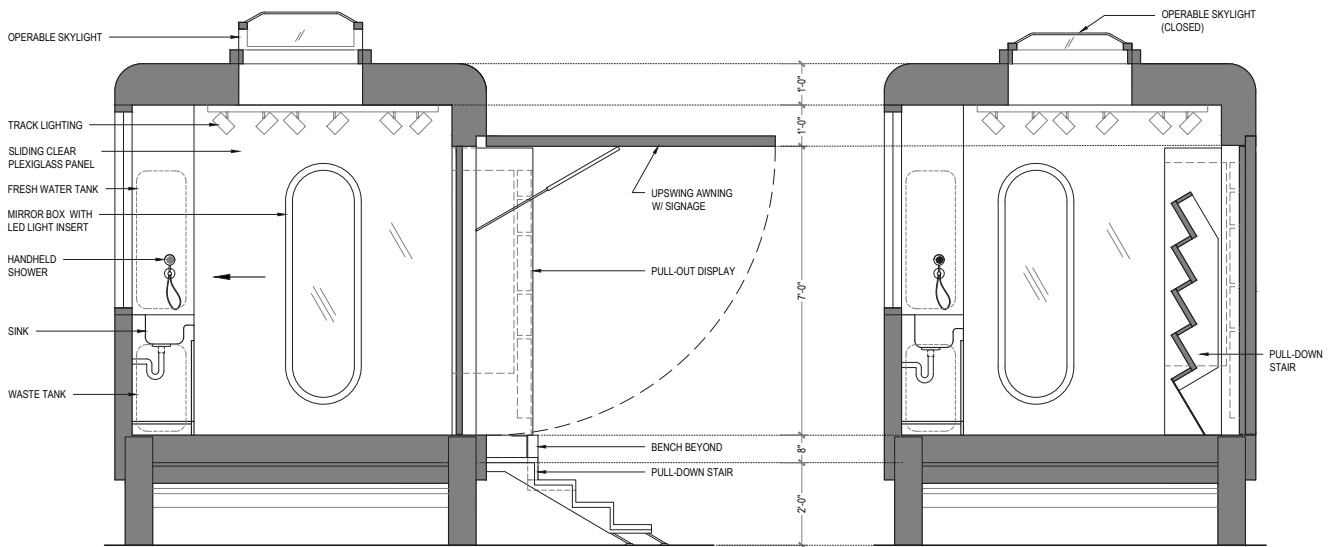 OPERABLE SKYLIGHT
TRACK LIGHTING
SLIDING CLEAR
PLEXIGLASS PANEL
FRESH WATER TANK
MIRROR BOX WITH
LED LIGHT INSERT
HANDHELD
SHOWER
SINK
WASTE TANK
UPSWING AWNING
W/ SIGNAGE
PULL-OUT DISPLAY
BENCH BEYOND
PULL-DOWN STAIR
1'-0"
1'-0"
7'-0"
8"
2'-0"
OPERABLE SKYLIGHT
(CLOSED)
PULL-DOWN
STAIR